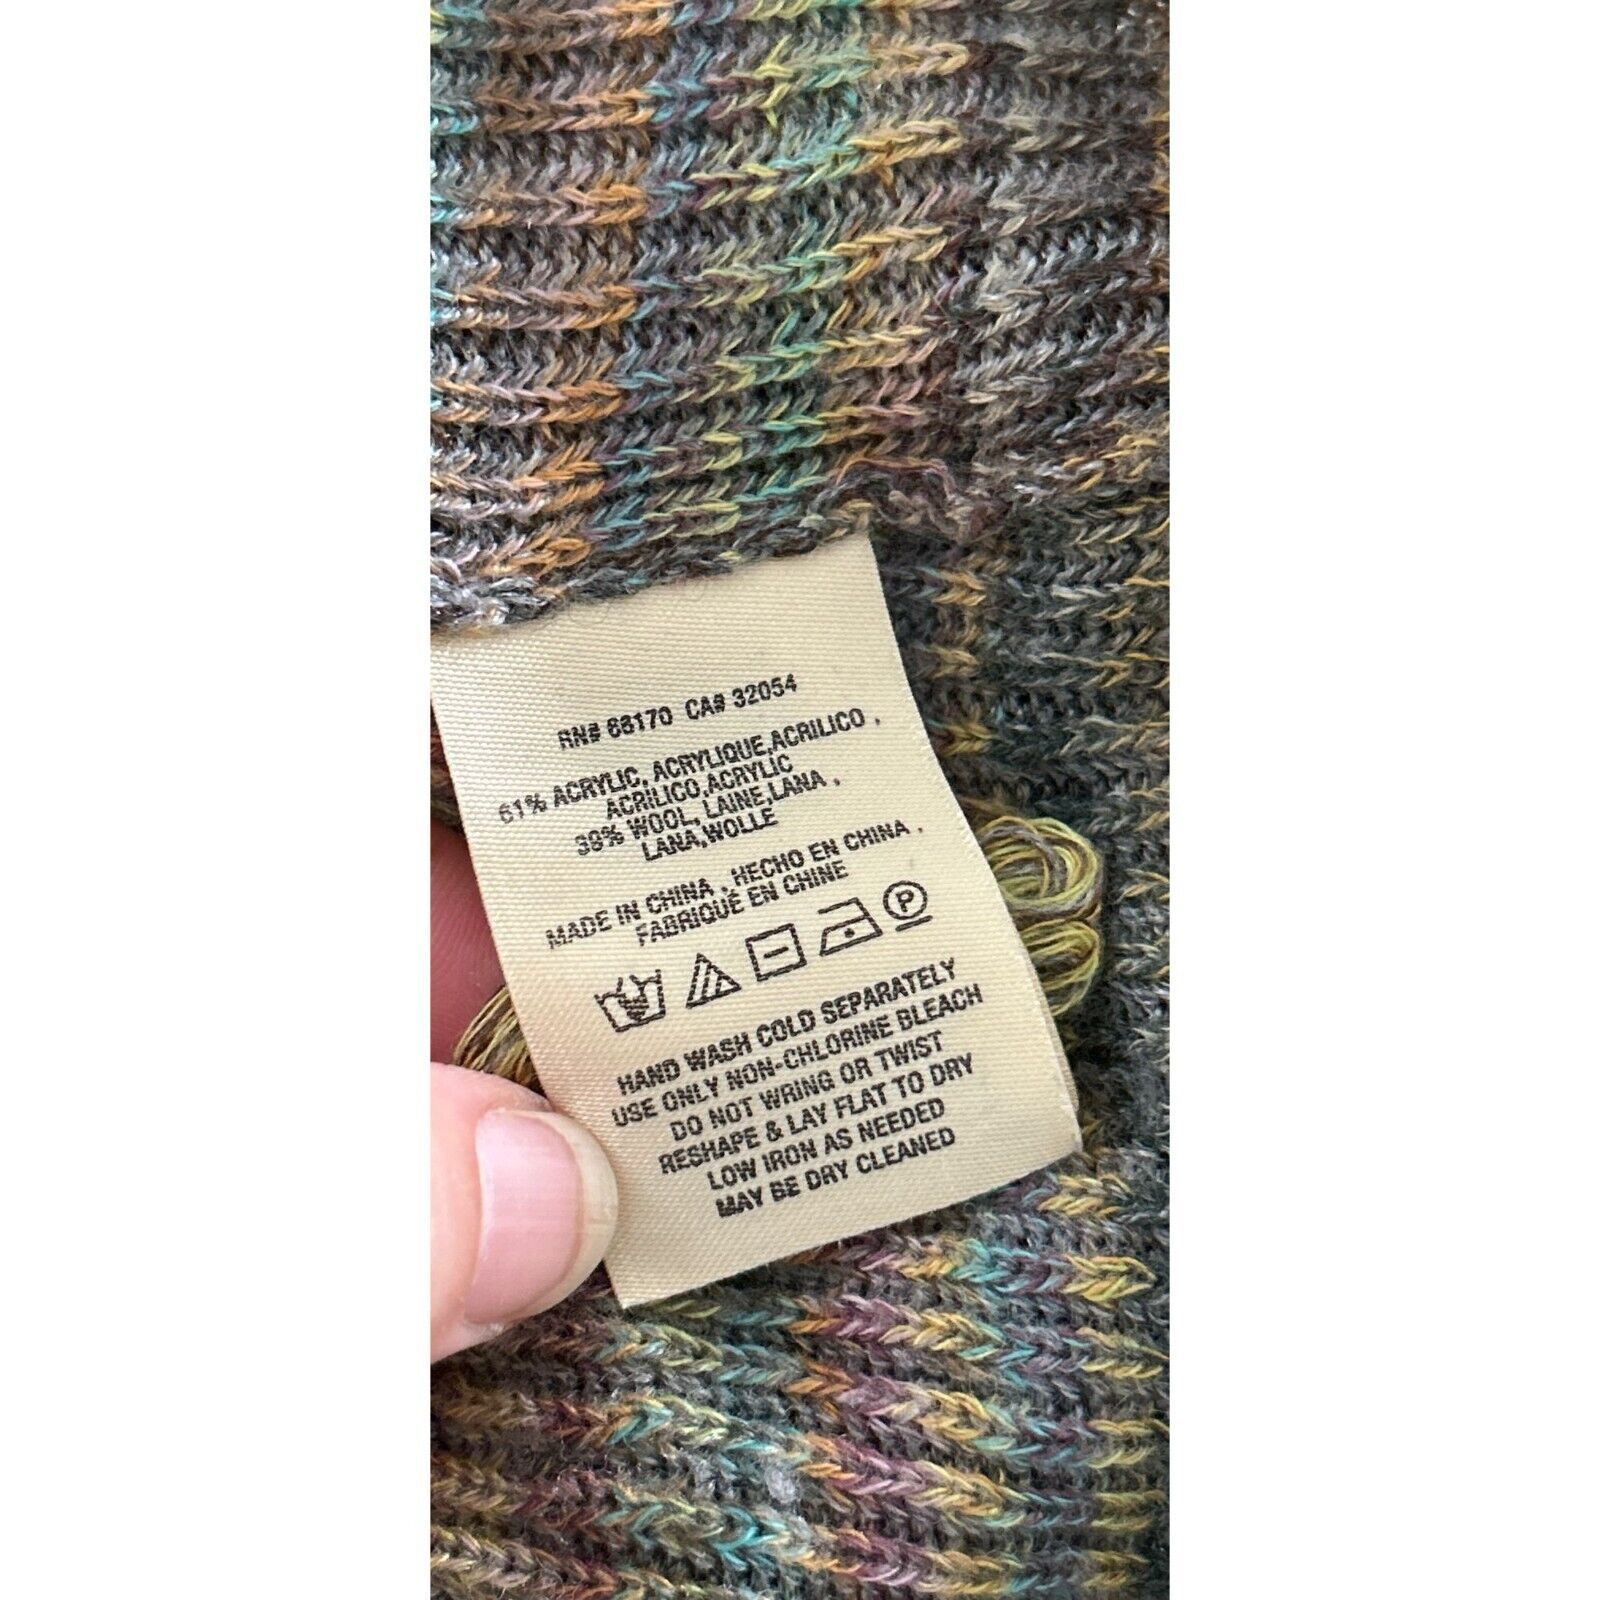 RN# 68170 CA# 32054
61% ACRYLIC, ACRYLIQUE,ACRILICO,
ACRILICO,ACRYLIC
39% WOOL, LAINE,LANA,
LANA,WOLLE
MADE IN CHINA, HECHO EN CHINA,
FABRIQUÉ EN CHINE
P
HAND WASH COLD SEPARATELY
USE ONLY NON-CHLORINE BLEACH
DO NOT WRING OR TWIST
RESHAPE & LAY FLAT TO DRY
LOW IRON AS NEEDED
MAY BE DRY CLEANED